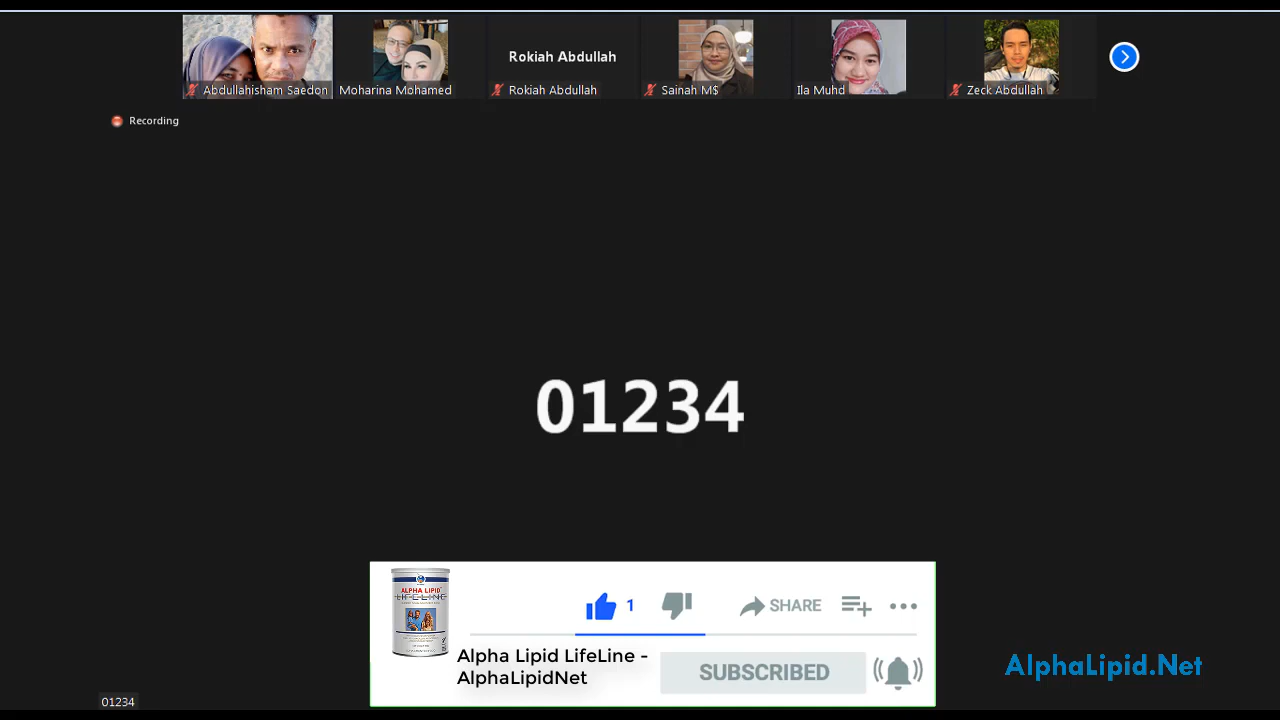 Rokiah Abdullah
Abdullahisham Saedon
Moharina Mohamed
Rokiah Abdullah
Sainah M$
Ila Muhd
Zeck Abdullah
Recording
01234
ALPHA LIPID
LIFELINE
1
SHARE
Alpha Lipid LifeLine -
AlphaLipidNet
SUBSCRIBED
AlphaLipid.Net
01234